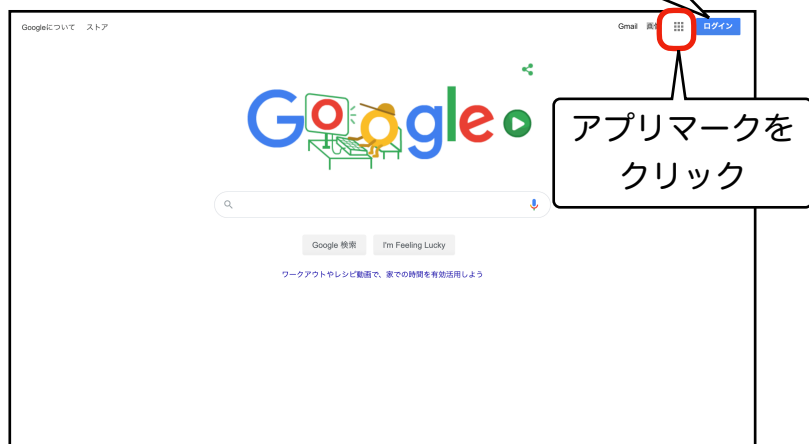 Googleについて ストア
Gmail
ログイン
Google
アプリマークを
クリック
Google 検索 I'm Feeling Lucky
ワークアウトやレシピ動画で、家での時間を有効活用しよう